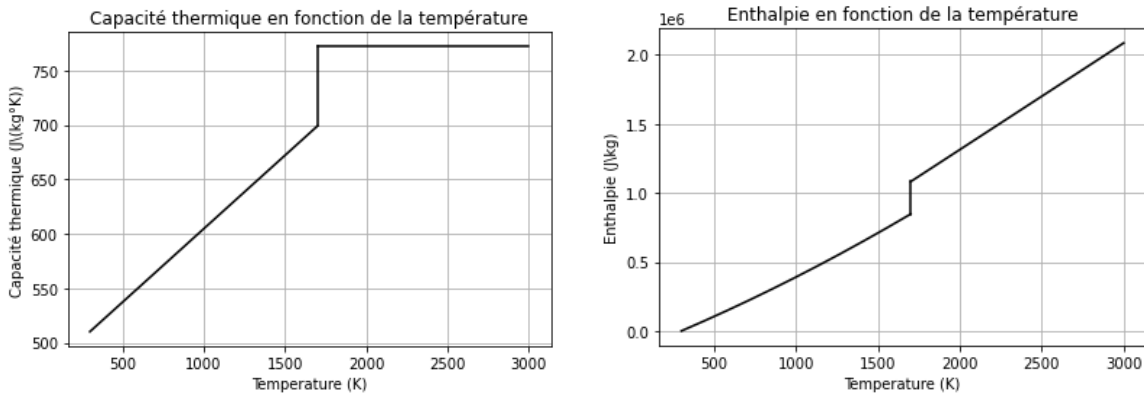 Capacité thermique en fonction de la température
750
700
650
600
550
500
Capacité thermique (J\(kg°K))
500 1000 1500 2000 2500 3000
Temperature (K)
Enthalpie en fonction de la température
1e6
2.0
1.5
1.0
0.5
0.0
Enthalpie (J\kg)
500 1000 1500 2000 2500 3000
Temperature (K)